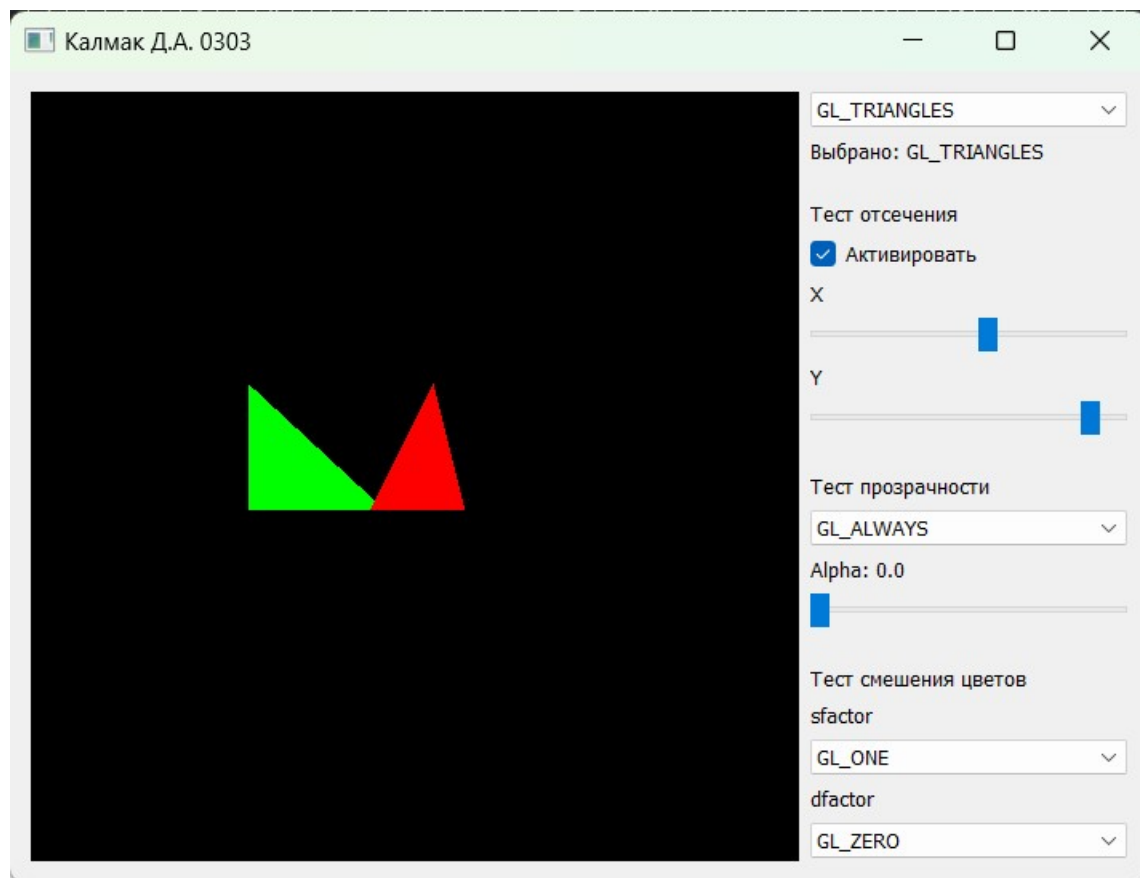 Калмак Д.А. 0303
GL_TRIANGLES
Выбрано: GL_TRIANGLES
Тест отсечения
Активировать
X
Y
Тест прозрачности
GL_ALWAYS
Alpha: 0.0
Тест смешения цветов
sfactor
GL_ONE
dfactor
GL_ZERO